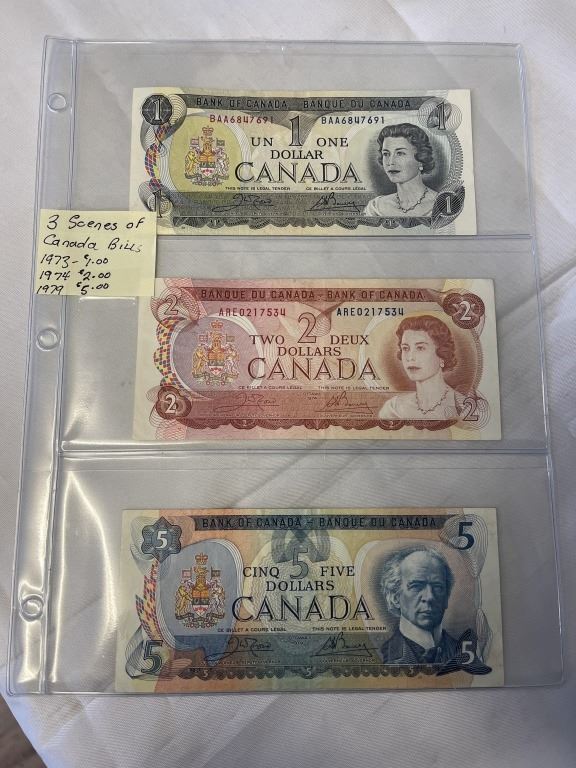 1 BANK OF CANADA - BANQUE DU CANADA 1
BAA6847691 BAA6847691
UN 1 ONE
DOLLAR
CANADA
THIS NOTE IS LEGAL TENDER CE BILLET A COURS LÉGAL
1 1
3 Scenes of
Canada Bills
1973 - $1.00
1974 $2.00
1979 $5.00
2 BANQUE DU CANADA - BANK OF CANADA 2
ARE0217534 ARE0217534
TWO 2 DEUX
DOLLARS
CANADA
CE BILLET A COURS LÉGAL THIS NOTE IS LEGAL TENDER
OTTAWA
1974
2 2
5 BANK OF CANADA - BANQUE DU CANADA 5
CINQ 5 FIVE
DOLLARS
CANADA
CE BILLET A COURS LÉGAL THIS NOTE IS LEGAL TENDER
5 5